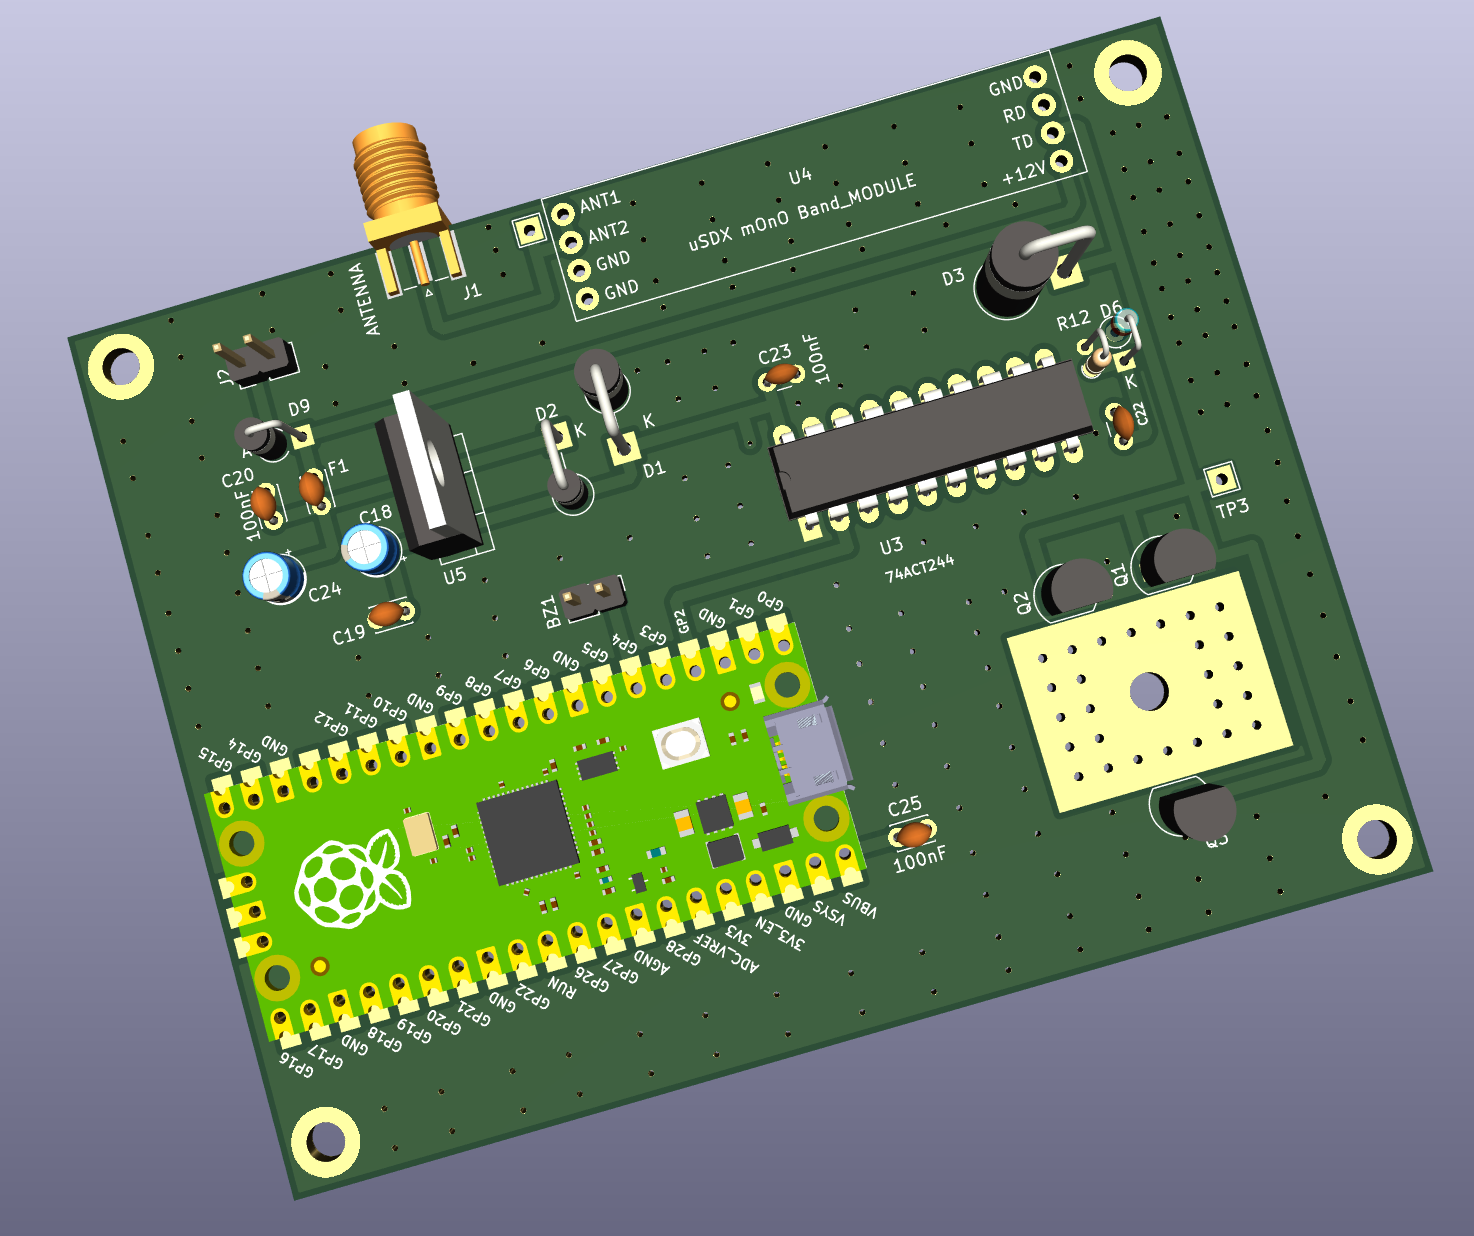 GND
RD
TD
+12V
U4
uSDX mOnO Band_MODULE
ANT1
ANT2
GND
GND
ANTENNA
J1
J2
D3
R12
D6
K
C22
C23
100nF
D9
A
D2
K
K
D1
C20
100nF
F1
C18
+
+
U5
C24
C19
BZ1
U3
74ACT244
TP3
Q1
Q2
Q3
GP0
GP1
GND
GP2
GP3
GP4
GP5
GND
GP6
GP7
GP8
GP9
GND
GP10
GP11
GP12
GND
GP14
GP15
C25
100nF
VBUS
VSYS
GND
3V3_EN
3V3
ADC_VREF
GP28
AGND
GP27
GP26
RUN
GP22
GND
GP21
GP20
GP19
GP18
GND
GP17
GP16